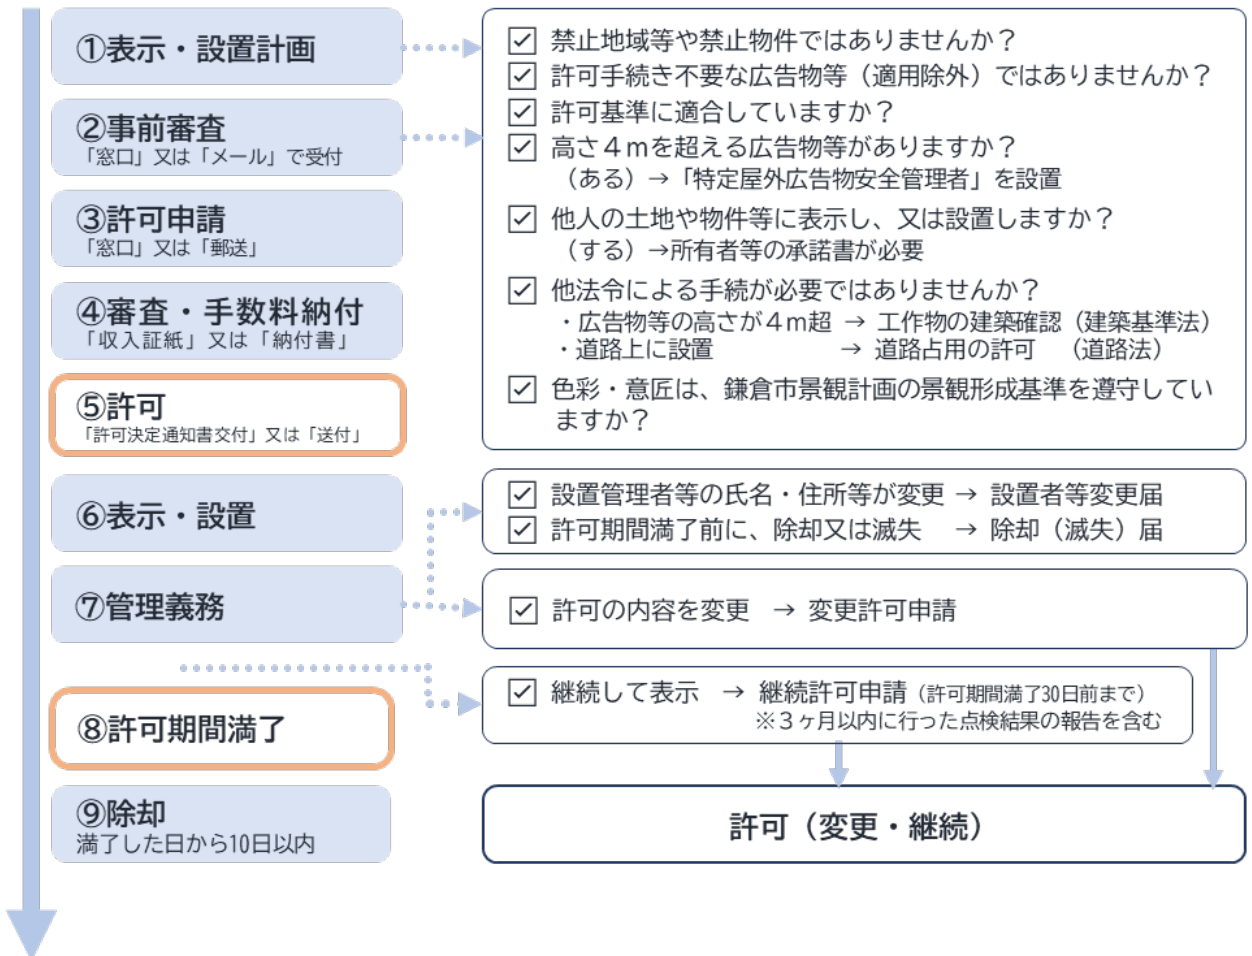 ①表示・設置計画
②事前審査
「窓口」又は「メール」で受付
③許可申請
「窓口」又は「郵送」
④審査・手数料納付
「収入証紙」又は「納付書」
⑤許可
「許可決定通知書交付」又は「送付」
⑥表示・設置
⑦管理義務
⑧許可期間満了
⑨除却
満了した日から10日以内
☑ 禁止地域等や禁止物件ではありませんか？
☑ 許可手続き不要な広告物等（適用除外）ではありませんか？
☑ 許可基準に適合していますか？
☑ 高さ４ｍを超える広告物等がありますか？
（ある）→「特定屋外広告物安全管理者」を設置
☑ 他人の土地や物件等に表示し、又は設置しますか？
（する）→所有者等の承諾書が必要
☑ 他法令による手続が必要ではありませんか？
・広告物等の高さが４ｍ超 → 工作物の建築確認（建築基準法）
・道路上に設置 → 道路占用の許可 （道路法）
☑ 色彩・意匠は、鎌倉市景観計画の景観形成基準を遵守してい
ますか？
☑ 設置管理者等の氏名・住所等が変更 → 設置者等変更届
☑ 許可期間満了前に、除却又は滅失 → 除却（滅失）届
☑ 許可の内容を変更 → 変更許可申請
☑ 継続して表示 → 継続許可申請（許可期間満了30日前まで）
※３ヶ月以内に行った点検結果の報告を含む
許可（変更・継続）